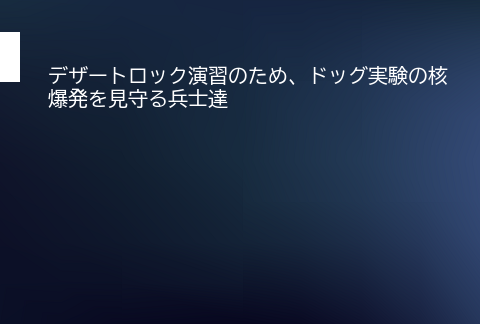 デザートロック演習のため、ドッグ実験の核
爆発を見守る兵士達